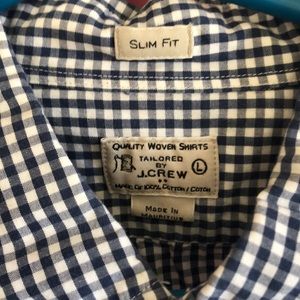 SLIM FIT
QUALITY WOVEN SHIRTS
TAILORED
BY
J.CREW
L
MADE OF 100% COTTON / COTON
MADE IN
MAURITIUS